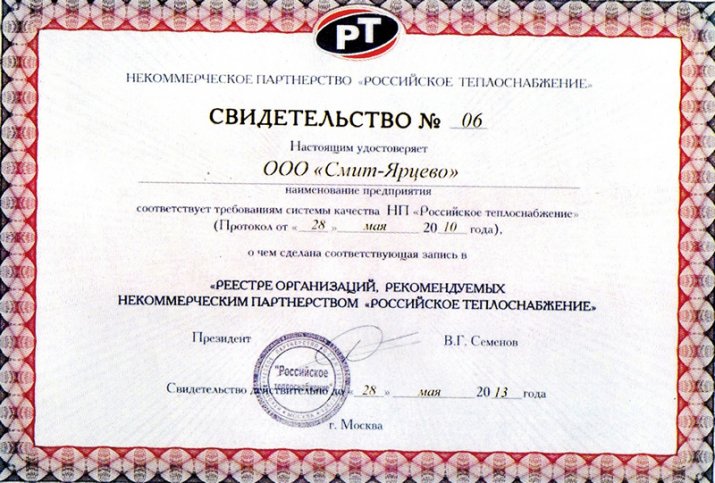 РТ
НЕКОММЕРЧЕСКОЕ ПАРТНЕРСТВО «РОССИЙСКОЕ ТЕПЛОСНАБЖЕНИЕ»
СВИДЕТЕЛЬСТВО № 06
Настоящим удостоверяет
ООО «Смит-Ярцево»
наименование предприятия
соответствует требованиям системы качества НП «Российское теплоснабжение»
(Протокол от « 28 » мая 20 10 года),
о чем сделана соответствующая запись в
«РЕЕСТРЕ ОРГАНИЗАЦИЙ, РЕКОМЕНДУЕМЫХ
НЕКОММЕРЧЕСКИМ ПАРТНЕРСТВОМ «РОССИЙСКОЕ ТЕПЛОСНАБЖЕНИЕ»
Президент В.Г. Семенов
"Российское
теплоснабжение"
МОСКВА
Свидетельство действительно до « 28 » мая 20 13 года
г. Москва